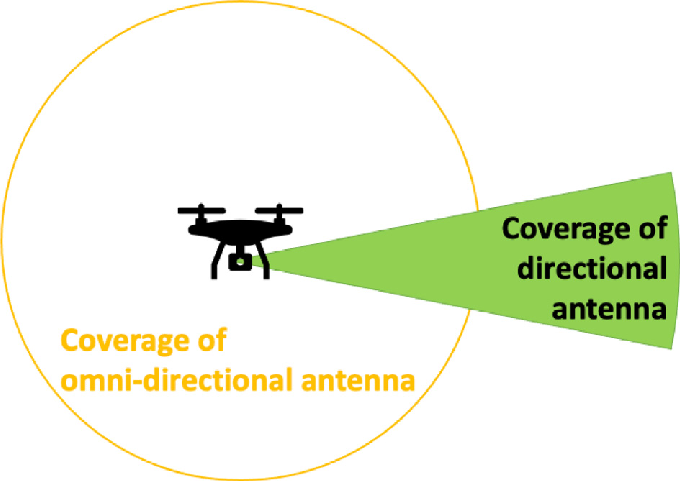 Coverage of
directional
antenna
Coverage of
omni-directional antenna